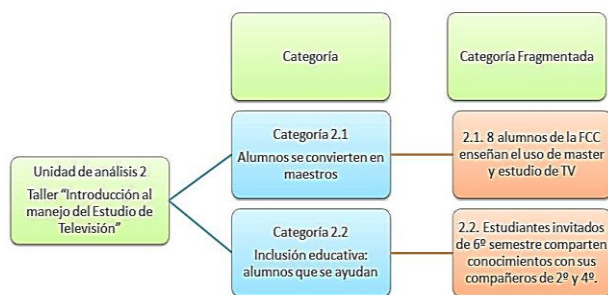 Categoría
Categoría Fragmentada
Unidad de análisis 2
Taller "Introducción al
manejo del Estudio de
Televisión"
Categoría 2.1
Alumnos se convierten en
maestros
2.1. 8 alumnos de la FCC
enseñan el uso de master
y estudio de TV
Categoría 2.2
Inclusión educativa:
alumnos que se ayudan
2.2. Estudiantes invitados
de 6º semestre comparten
conocimientos con sus
compañeros de 2º y 4º.